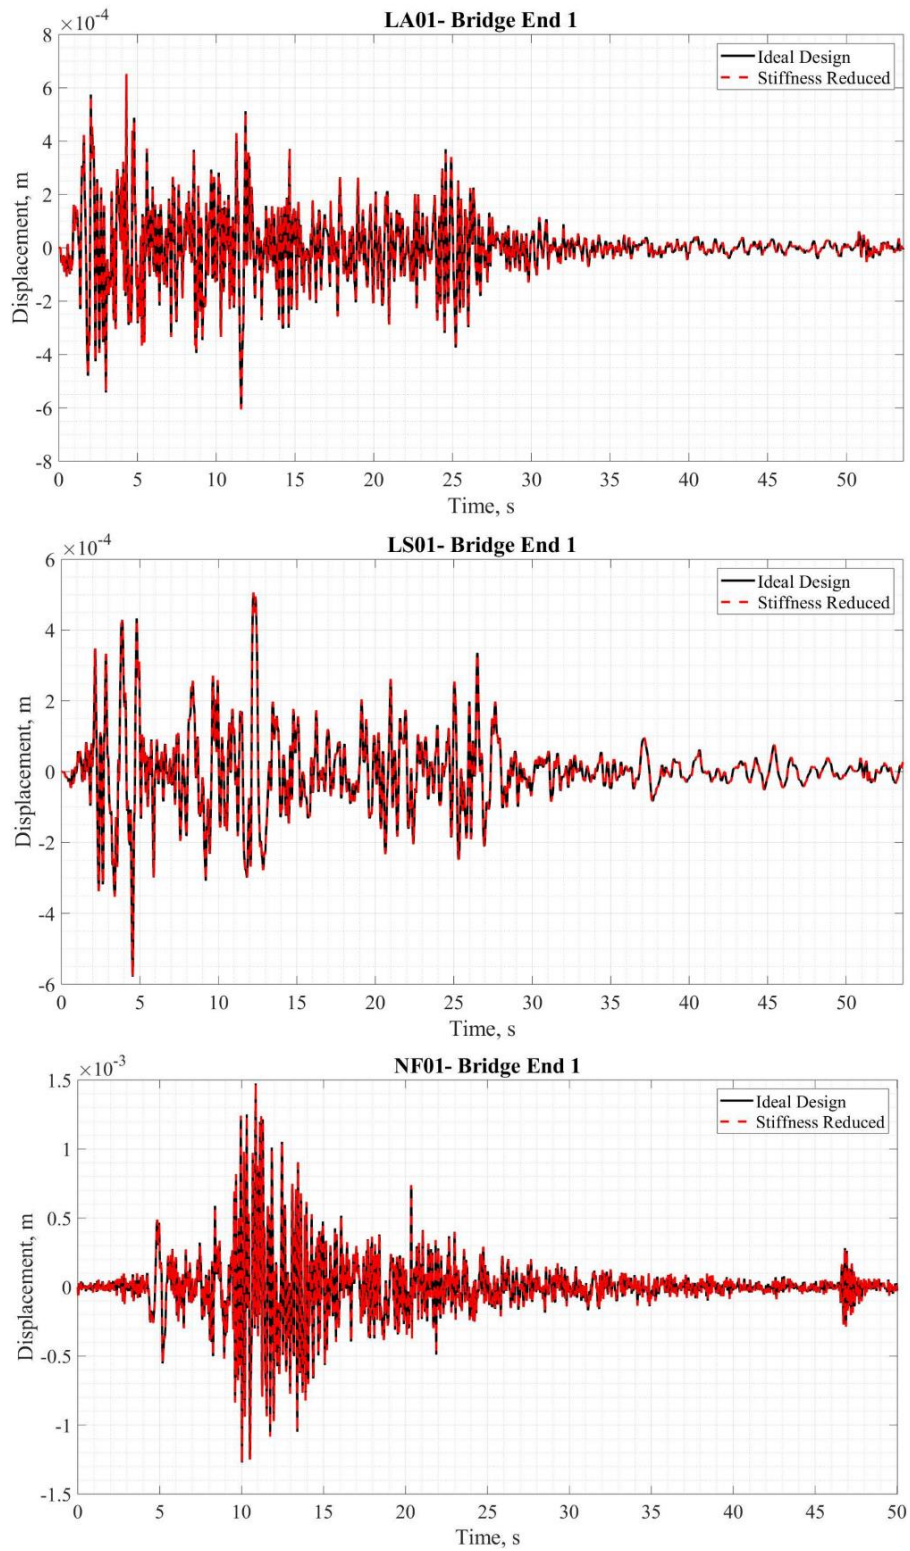 LA01- Bridge End 1
×10-4
8
6
4
2
0
-2
-4
-6
-8
Displacement, m
Ideal Design
Stiffness Reduced
0 5 10 15 20 25 30 35 40 45 50
Time, s
LS01- Bridge End 1
×10-4
6
4
2
0
-2
-4
-6
Displacement, m
Ideal Design
Stiffness Reduced
0 5 10 15 20 25 30 35 40 45 50
Time, s
NF01- Bridge End 1
×10-3
1.5
1
0.5
0
-0.5
-1
-1.5
Displacement, m
Ideal Design
Stiffness Reduced
0 5 10 15 20 25 30 35 40 45 50
Time, s